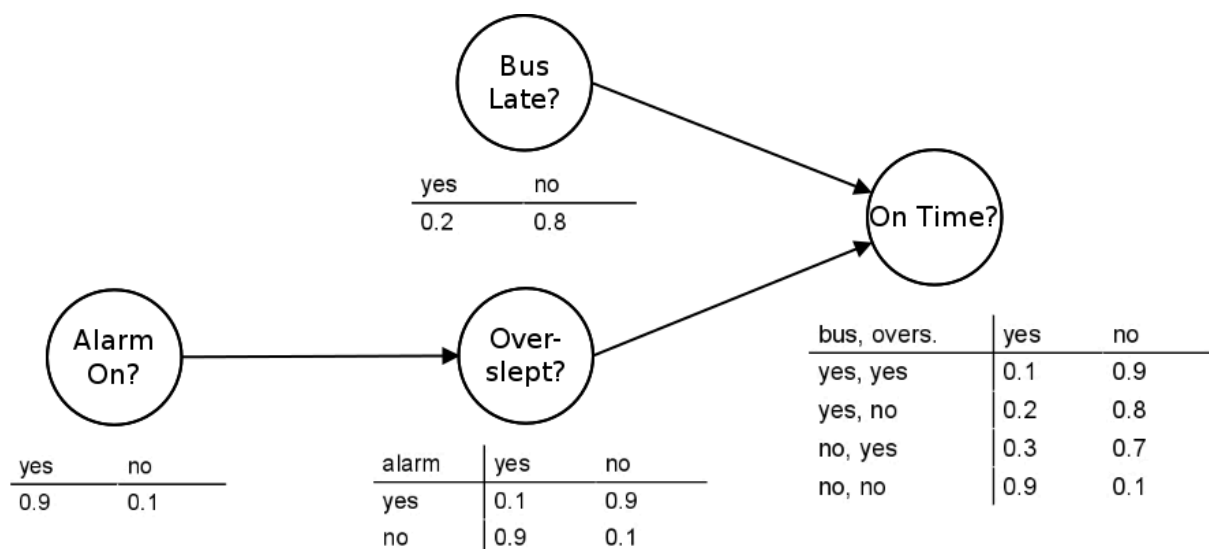 Bus
Late?
yes no
0.2 0.8
On Time?
Alarm
On?
yes no
0.9 0.1
Over-
slept?
alarm yes no
yes 0.1 0.9
no 0.9 0.1
bus, overs. yes no
yes, yes 0.1 0.9
yes, no 0.2 0.8
no, yes 0.3 0.7
no, no 0.9 0.1